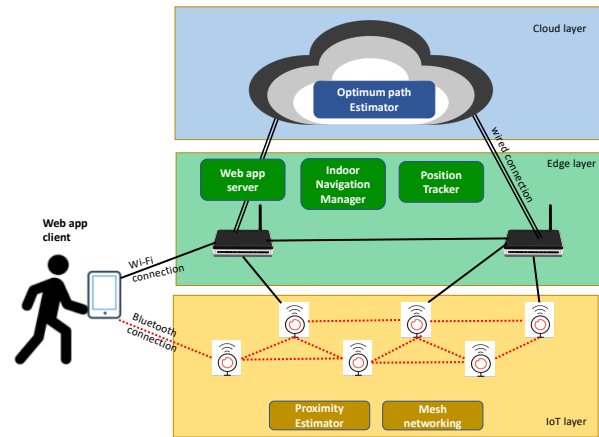 Cloud layer
Optimum path
Estimator
wired connection
Edge layer
Web app
server
Indoor
Navigation
Manager
Position
Tracker
Web app
client
Wi-Fi
connection
Bluetooth
connection
Proximity
Estimator
Mesh
networking
IoT layer